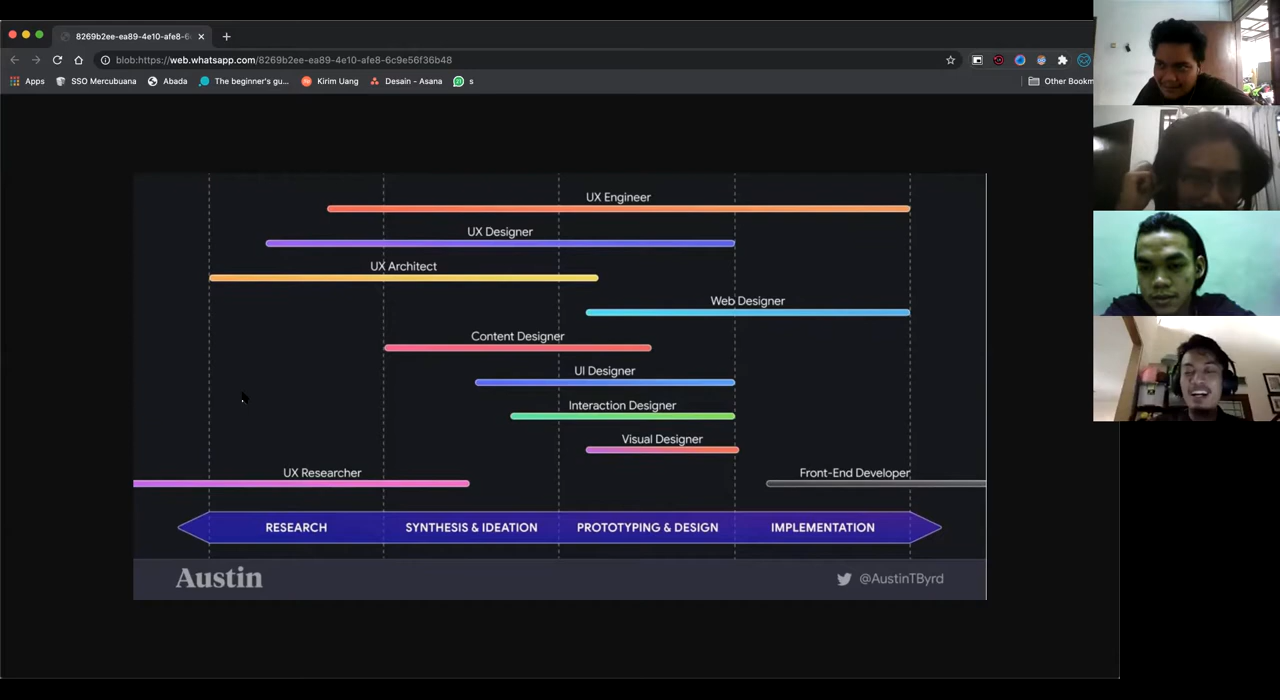 8269b2ee-ea89-4e10-afe8-6
blob:https://web.whatsapp.com/8269b2ee-ea89-4e10-afe8-6c9e56f36b48
Apps SSO Mercubuana Abada The beginner's gu... Kirim Uang Desain - Asana s Other Bookm
UX Engineer
UX Designer
UX Architect
Web Designer
Content Designer
UI Designer
Interaction Designer
Visual Designer
UX Researcher Front-End Developer
RESEARCH SYNTHESIS & IDEATION PROTOTYPING & DESIGN IMPLEMENTATION
Austin @AustinTByrd